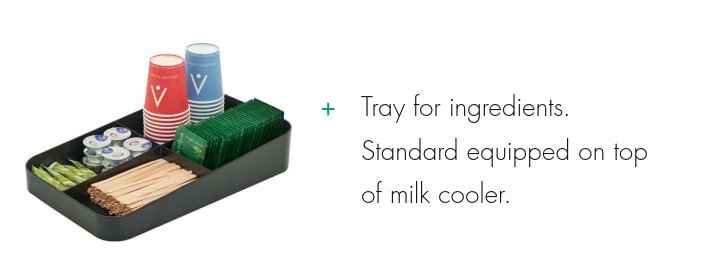 + Tray for ingredients.
Standard equipped on top
of milk cooler.